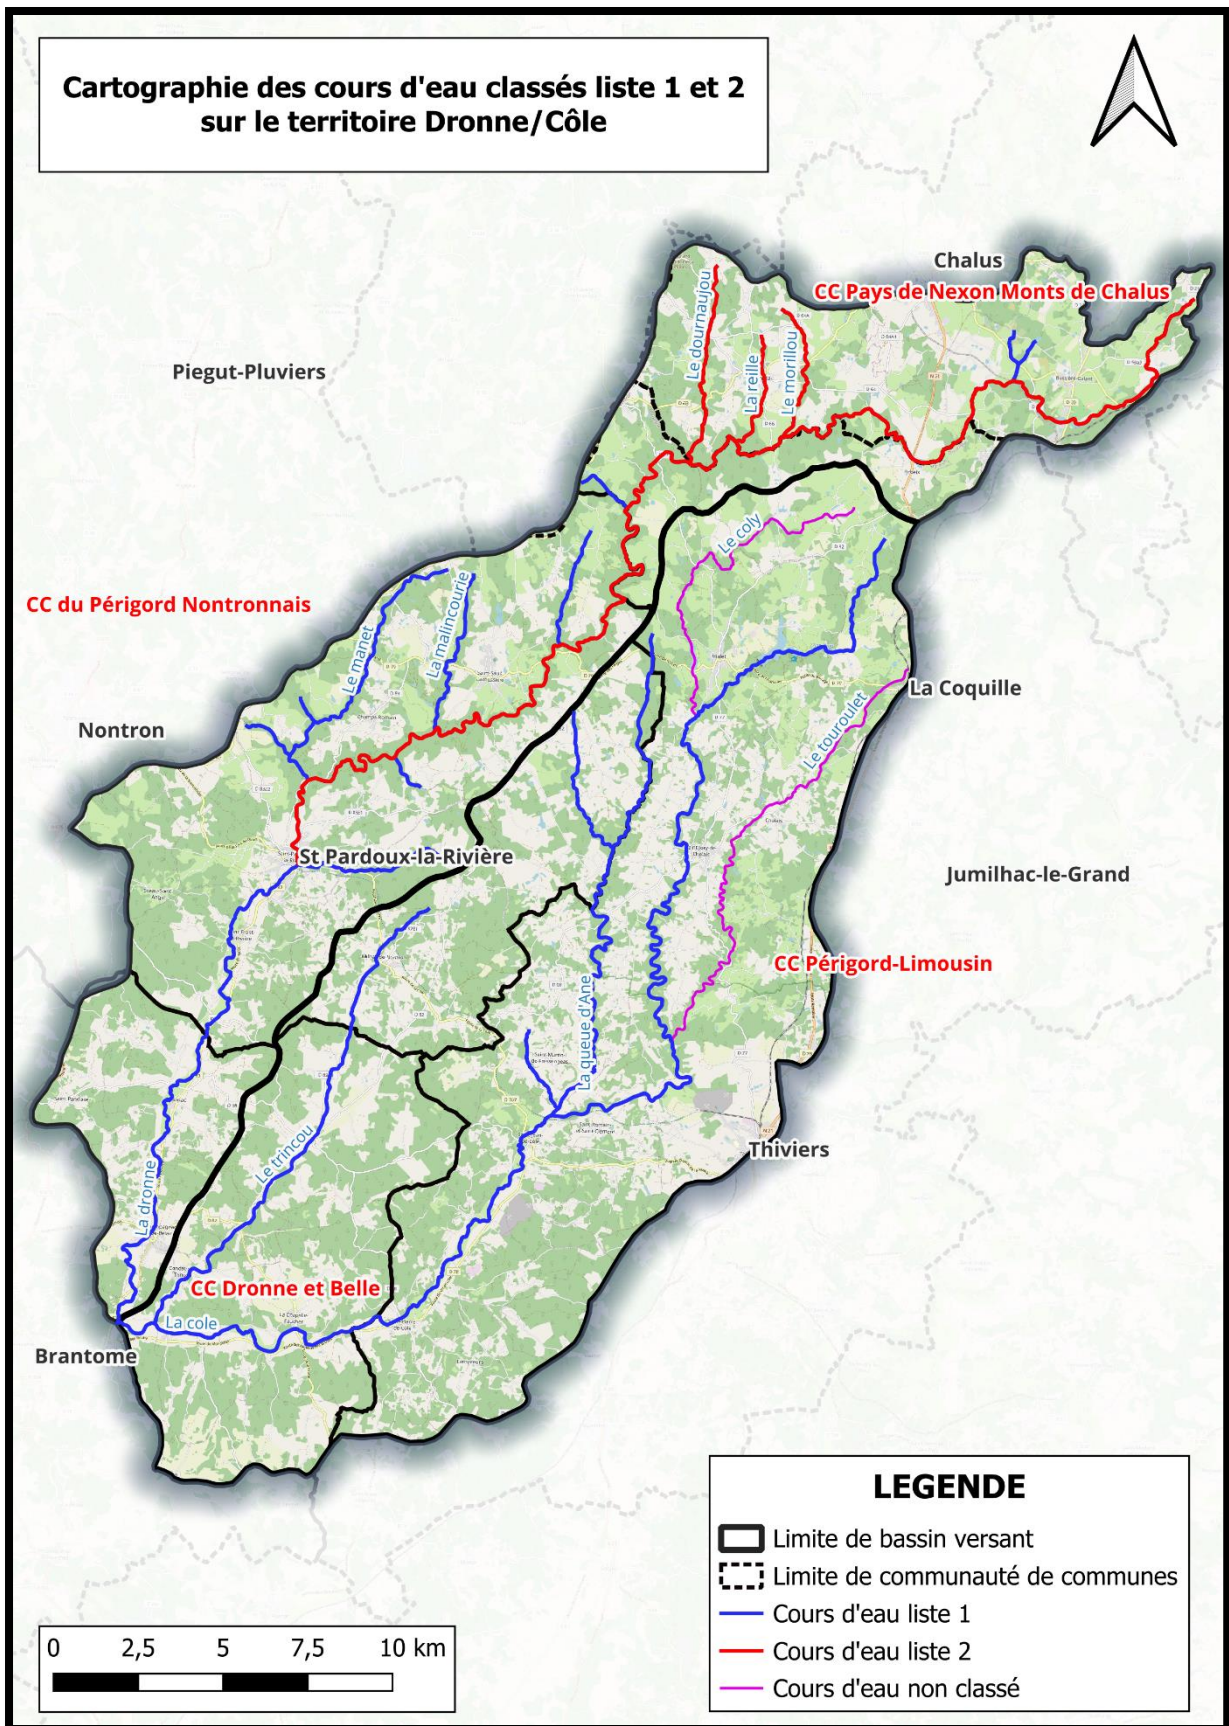 Cartographie des cours d'eau classés liste 1 et 2
sur le territoire Dronne/Côle
Chalus
CC Pays de Nexon Monts de Chalus
Le dournaujou
La reille
Le morillou
Piegut-Pluviers
Le coly
CC du Périgord Nontronnais
Le manet
La malincourie
La Coquille
Le touroulet
Nontron
St Pardoux-la-Rivière
Jumilhac-le-Grand
CC Périgord-Limousin
La queue d'Ane
Thiviers
Le trincou
La dronne
CC Dronne et Belle
La cole
Brantome
LEGENDE
Limite de bassin versant
Limite de communauté de communes
Cours d'eau liste 1
Cours d'eau liste 2
Cours d'eau non classé
0 2,5 5 7,5 10 km